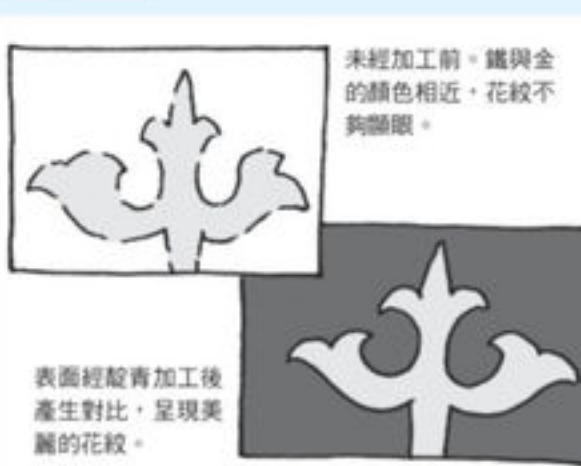 未經加工前。鐵與金
的顏色相近，花紋不
夠顯眼。
表面經靛青加工後
產生對比，呈現美
麗的花紋。